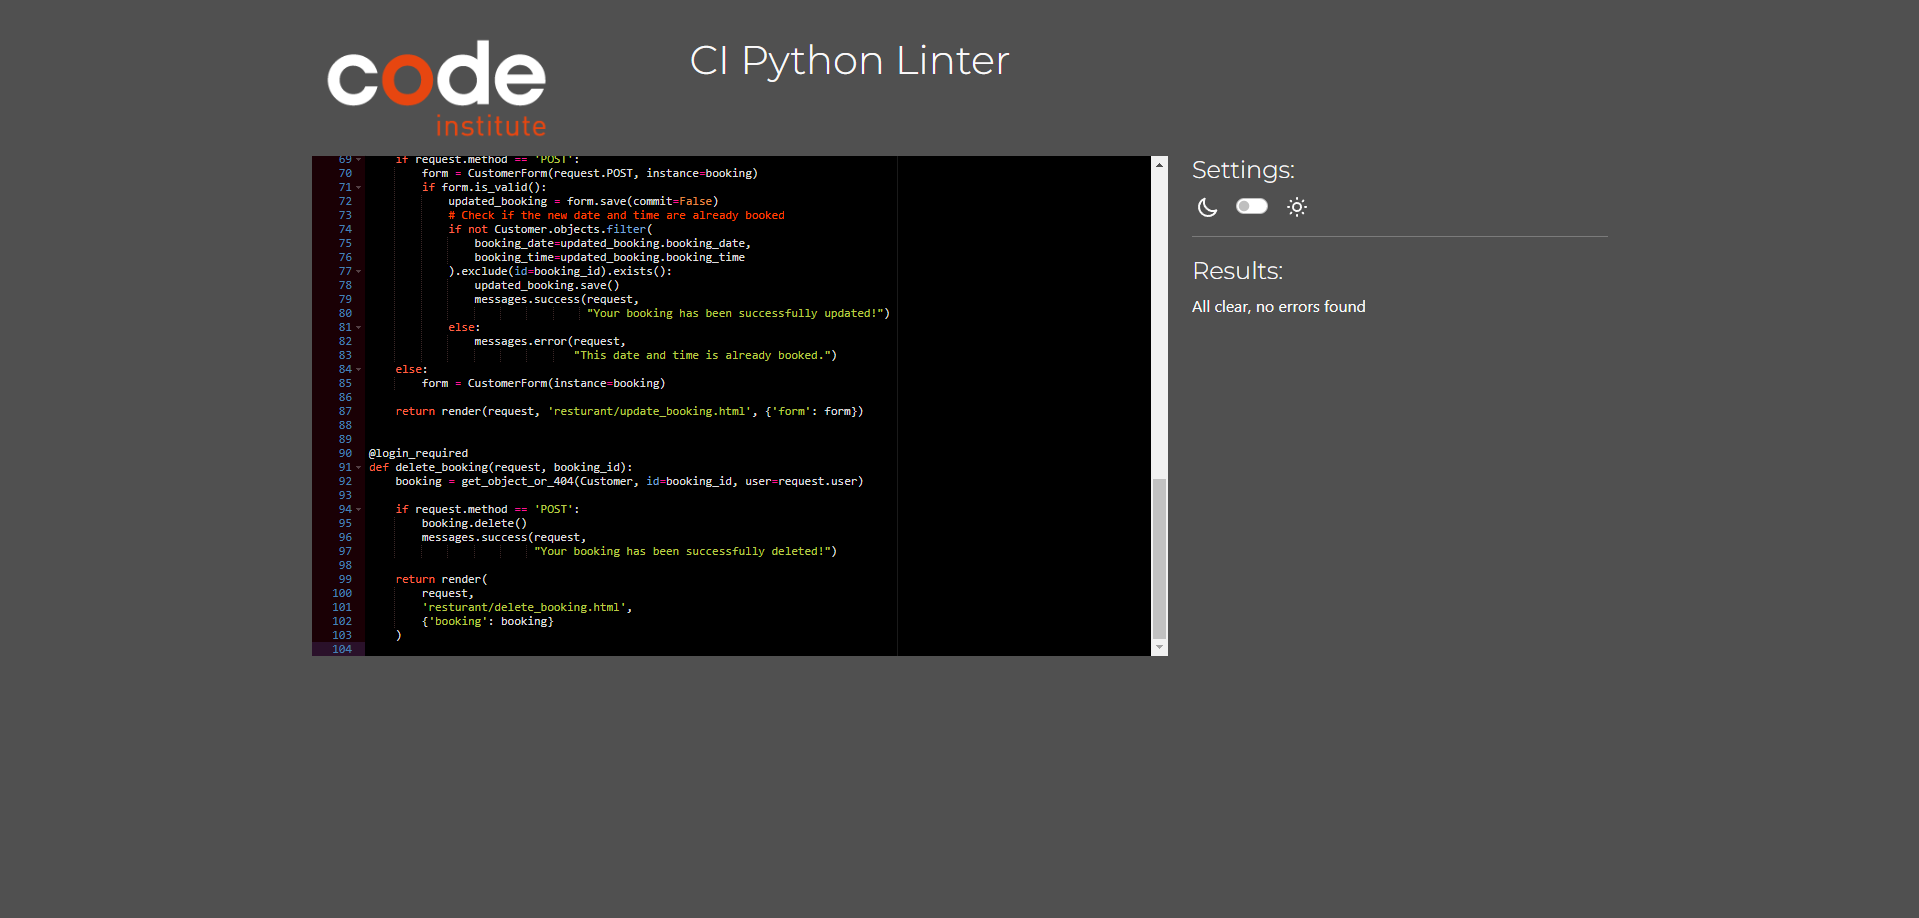 code
institute
CI Python Linter
69 if request.method == 'POST':
70 form = CustomerForm(request.POST, instance=booking)
71 if form.is_valid():
72 updated_booking = form.save(commit=False)
73 # Check if the new date and time are already booked
74 if not Customer.objects.filter(
75 booking_date=updated_booking.booking_date,
76 booking_time=updated_booking.booking_time
77 ).exclude(id=booking_id).exists():
78 updated_booking.save()
79 messages.success(request,
80 "Your booking has been successfully updated!")
81 else:
82 messages.error(request,
83 "This date and time is already booked.")
84 else:
85 form = CustomerForm(instance=booking)
86
87 return render(request, 'resturant/update_booking.html', {'form': form})
88
89
90 @login_required
91 def delete_booking(request, booking_id):
92 booking = get_object_or_404(Customer, id=booking_id, user=request.user)
93
94 if request.method == 'POST':
95 booking.delete()
96 messages.success(request,
97 "Your booking has been successfully deleted!")
98
99 return render(
100 request,
101 'resturant/delete_booking.html',
102 {'booking': booking}
103 )
104
Settings:
Results:
All clear, no errors found